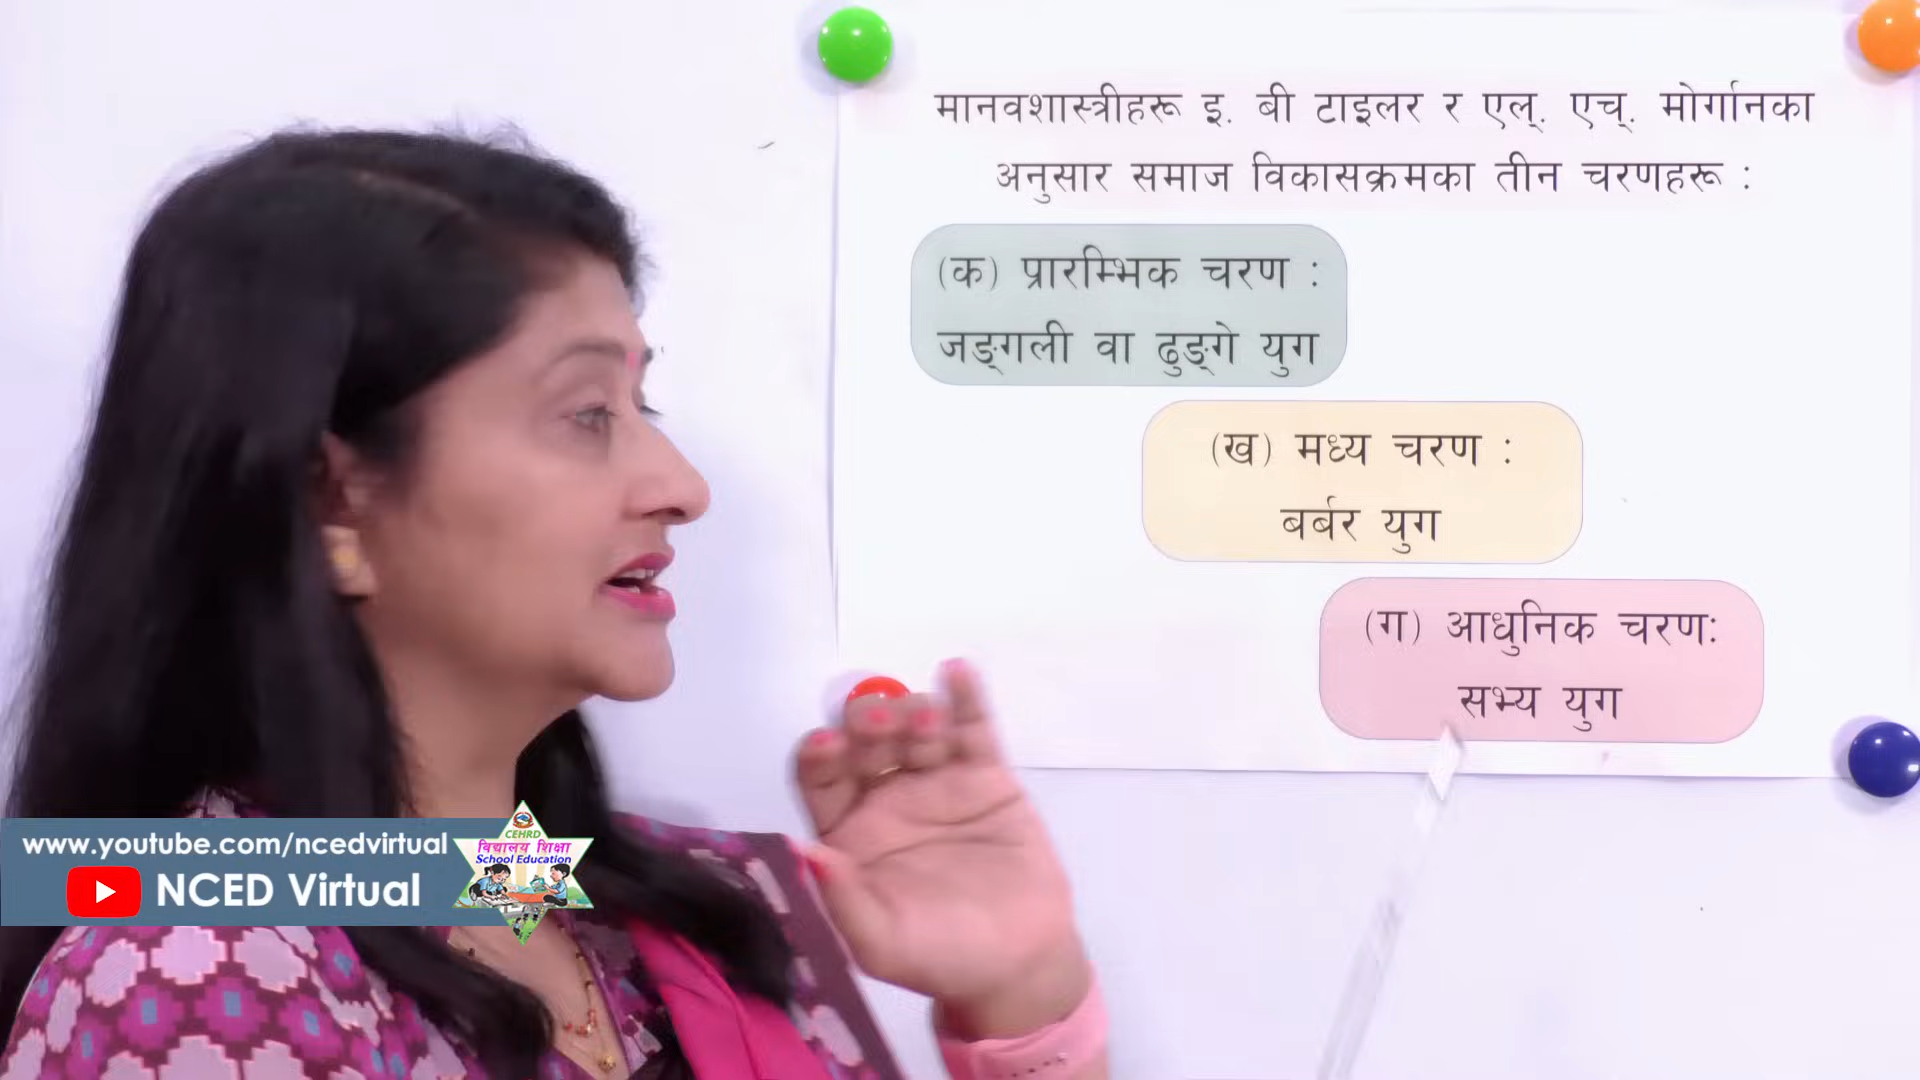 मानवशास्त्रीहरू इ. बी टाइलर र एल्. एच्. मोर्गानका
अनुसार समाज विकासक्रमका तीन चरणहरू :
(क) प्रारम्भिक चरण :
जङ्गली वा ढुङ्गे युग
(ख) मध्य चरण :
बर्बर युग
(ग) आधुनिक चरण:
सभ्य युग
www.youtube.com/ncedvirtual
NCED Virtual
CEHRD
विद्यालय शिक्षा
School Education